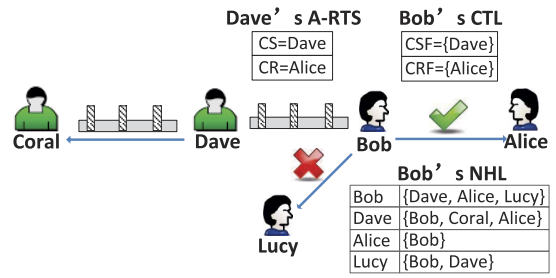 Dave's A-RTS
CS=Dave
CR=Alice
Bob's CTL
CSF={Dave}
CRF={Alice}
Coral
Dave
Bob
Alice
Lucy
Bob's NHL
Bob {Dave, Alice, Lucy}
Dave {Bob, Coral, Alice}
Alice {Bob}
Lucy {Bob, Dave}